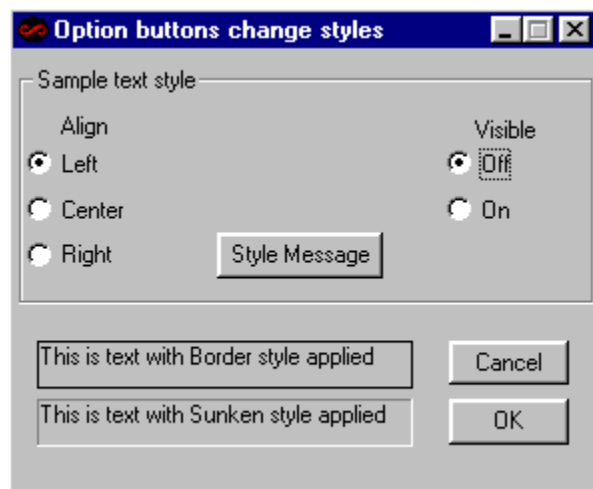 Option buttons change styles
Sample text style
Align Visible
Left Off
Center On
Right Style Message
This is text with Border style applied Cancel
This is text with Sunken style applied OK